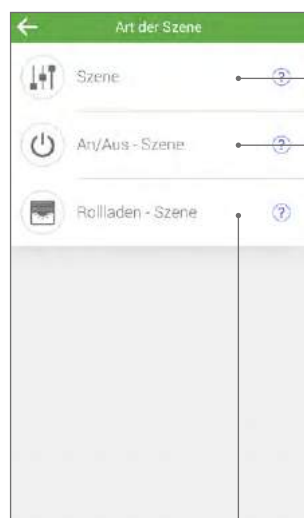 Art der Szene
Szene ?
An/Aus - Szene ?
Rollladen - Szene ?